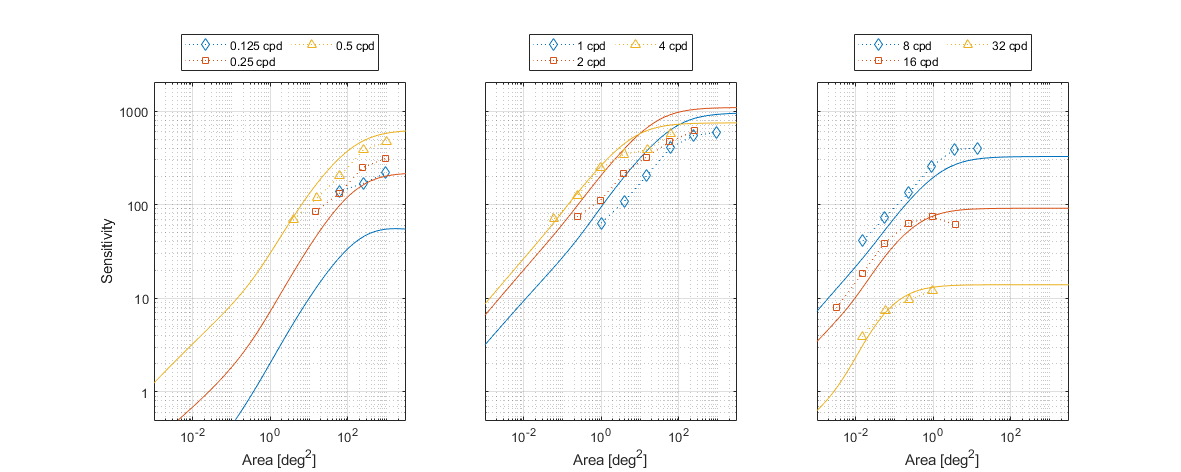 0.125 cpd 0.5 cpd
0.25 cpd
1 cpd 4 cpd
2 cpd
8 cpd 32 cpd
16 cpd
Sensitivity
1000
100
10
1
10^-2 10^0 10^2
Area [deg^2]
10^-2 10^0 10^2
Area [deg^2]
10^-2 10^0 10^2
Area [deg^2]